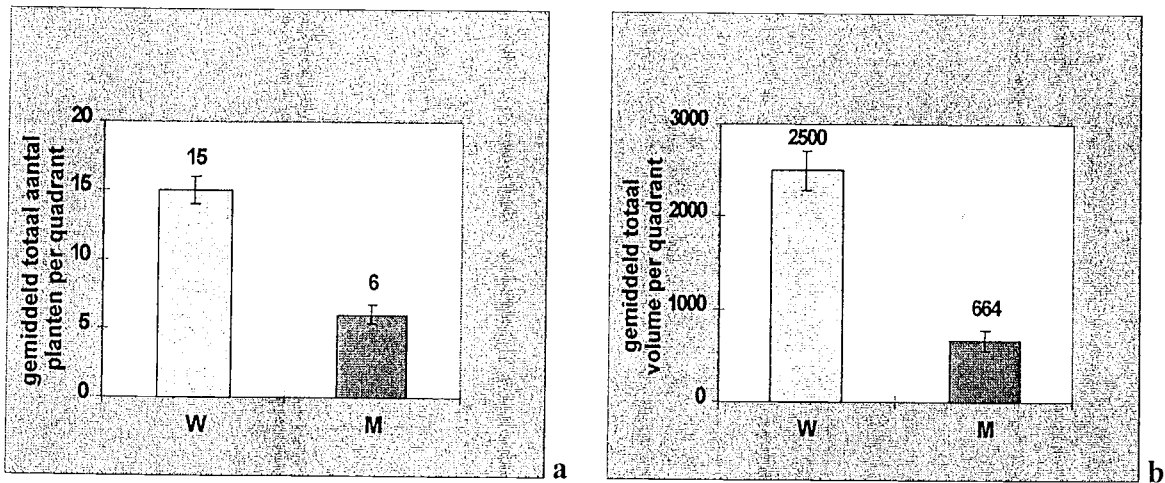 gemiddeld totaal aantal
planten per quadrant
20
15
10
5
0
15
6
W
M
a
gemiddeld totaal
volume per quadrant
3000
2000
1000
0
2500
664
W
M
b